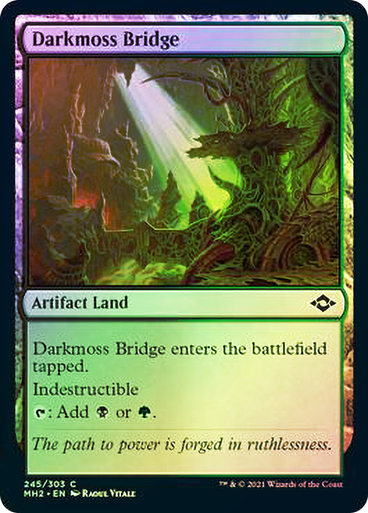 Darkmoss Bridge
Artifact Land
Darkmoss Bridge enters the battlefield
tapped.
Indestructible
: Add or .
The path to power is forged in ruthlessness.
245/303 C
MH2 • EN Raoul Vitale
™ & © 2021 Wizards of the Coast